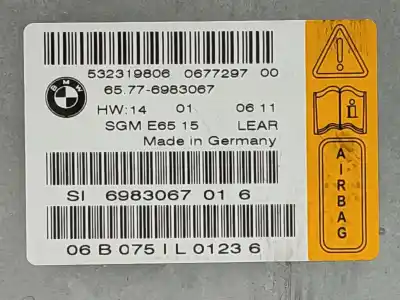 BMW
532319806 0677297 00
65.77-6983067
HW:14 01 06 11
SGM E65 15 LEAR
Made in Germany
SI 6983067 01 6
06 B 075 I L 0123 6
i
AIRBAG